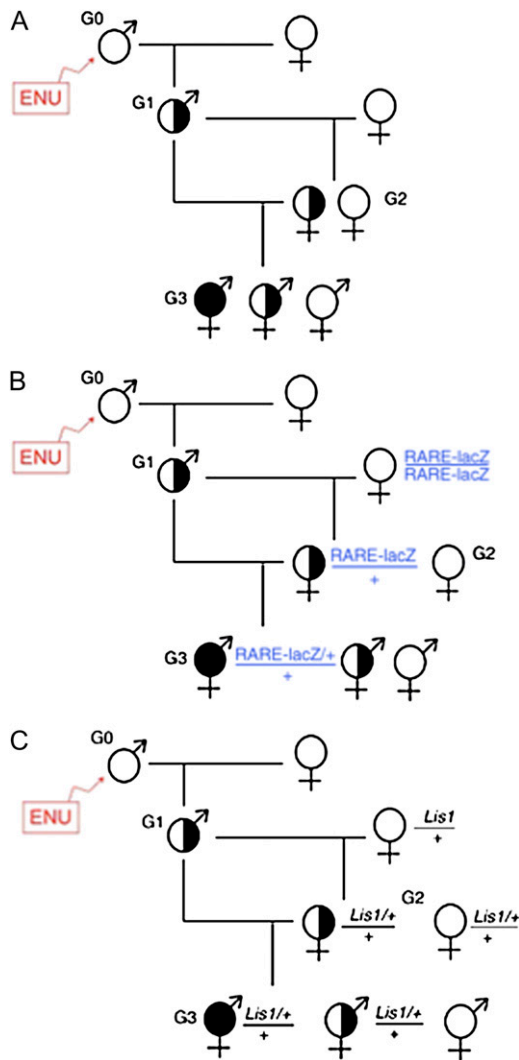 A
G0
ENU
G1
G2
G3
B
G0
ENU
G1
RARE-lacZ
RARE-lacZ
RARE-lacZ
+
G2
G3
RARE-lacZ/+
+
C
G0
ENU
G1
Lis1
+
G2
Lis1/+
+
Lis1/+
+
G3
Lis1/+
+
Lis1/+
+